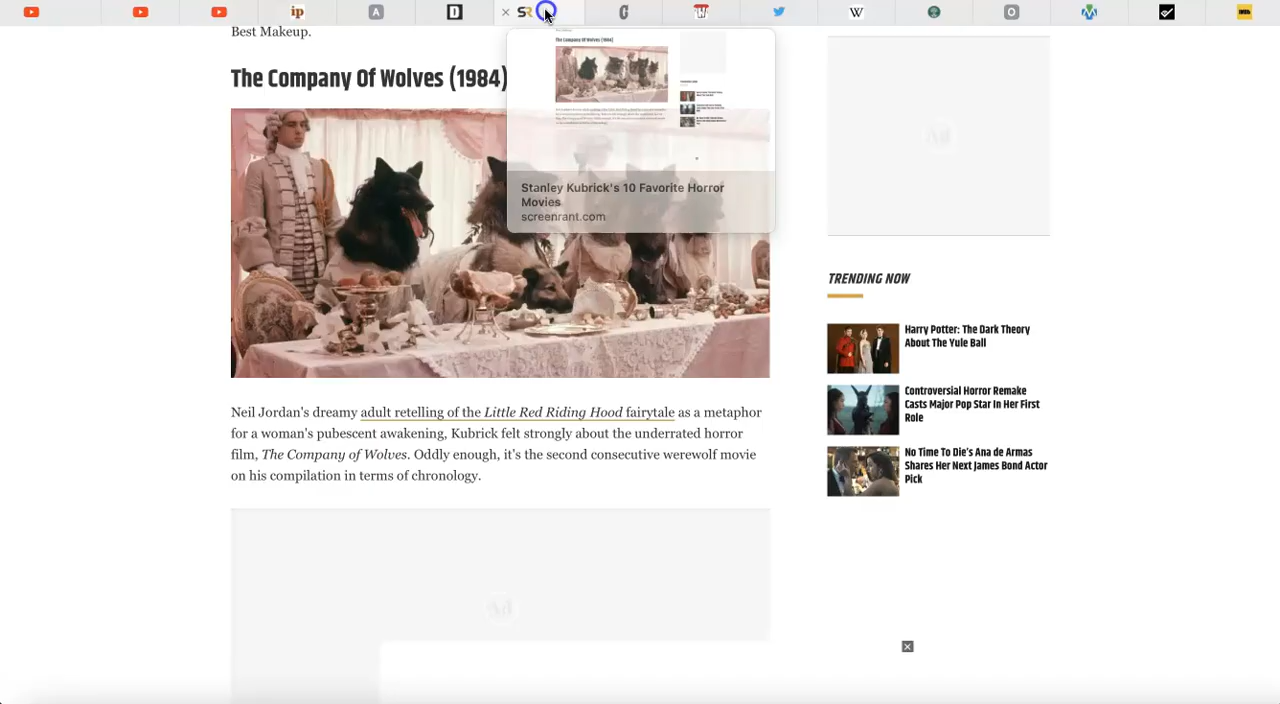 ip
A
D
SR
A
G
W
W
O
Best Makeup.
The Company Of Wolves (1984)
Stanley Kubrick's 10 Favorite Horror
Movies
screenrant.com
Neil Jordan's dreamy adult retelling of the Little Red Riding Hood fairytale as a metaphor
for a woman's pubescent awakening, Kubrick felt strongly about the underrated horror
film, The Company of Wolves. Oddly enough, it's the second consecutive werewolf movie
on his compilation in terms of chronology.
Ad
Ad
TRENDING NOW
Harry Potter: The Dark Theory
About The Yule Ball
Controversial Horror Remake
Casts Major Pop Star In Her First
Role
No Time To Die's Ana de Armas
Shares Her Next James Bond Actor
Pick